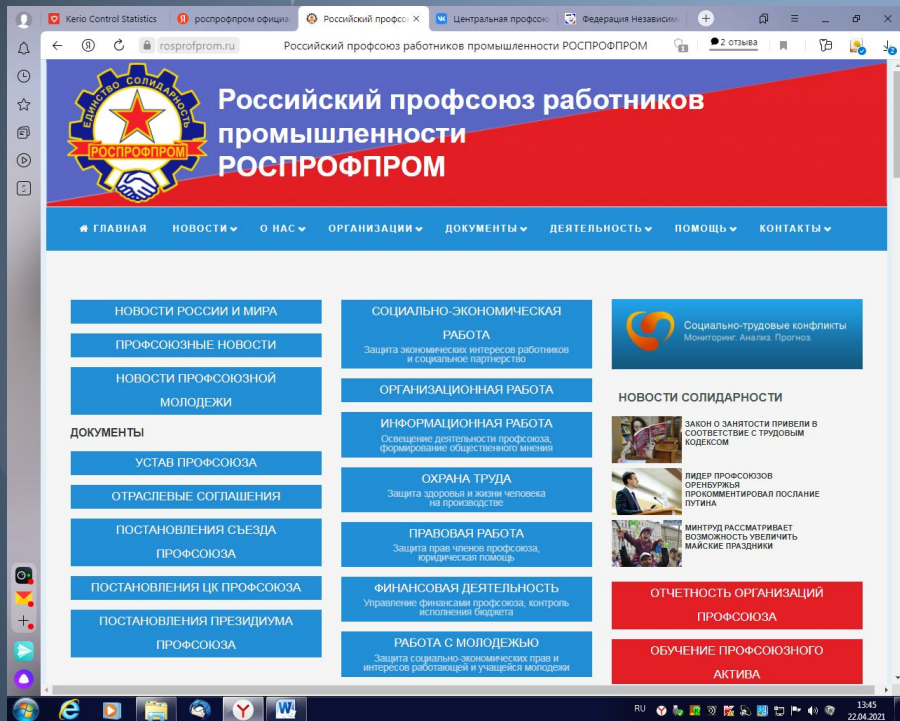 Kerio Control Statistics
роспрофпром официа
Российский профсо
Центральная профсою
Федерация Независим
rosprofprom.ru
Российский профсоюз работников промышленности РОСПРОФПРОМ
2 отзыва
ЕДИНСТВО СОЛИДАРНОСТЬ
РОСПРОФПРОМ
Российский профсоюз работников
промышленности
РОСПРОФПРОМ
ГЛАВНАЯ
НОВОСТИ
О НАС
ОРГАНИЗАЦИИ
ДОКУМЕНТЫ
ДЕЯТЕЛЬНОСТЬ
ПОМОЩЬ
КОНТАКТЫ
НОВОСТИ РОССИИ И МИРА
ПРОФСОЮЗНЫЕ НОВОСТИ
НОВОСТИ ПРОФСОЮЗНОЙ
МОЛОДЕЖИ
ДОКУМЕНТЫ
УСТАВ ПРОФСОЮЗА
ОТРАСЛЕВЫЕ СОГЛАШЕНИЯ
ПОСТАНОВЛЕНИЯ СЪЕЗДА
ПРОФСОЮЗА
ПОСТАНОВЛЕНИЯ ЦК ПРОФСОЮЗА
ПОСТАНОВЛЕНИЯ ПРЕЗИДИУМА
ПРОФСОЮЗА
СОЦИАЛЬНО-ЭКОНОМИЧЕСКАЯ
РАБОТА
Защита экономических интересов работников
и социальное партнерство
ОРГАНИЗАЦИОННАЯ РАБОТА
ИНФОРМАЦИОННАЯ РАБОТА
Освещение деятельности профсоюза,
формирование общественного мнения
ОХРАНА ТРУДА
Защита здоровья и жизни человека
на производстве
ПРАВОВАЯ РАБОТА
Защита прав членов профсоюза,
юридическая помощь
ФИНАНСОВАЯ ДЕЯТЕЛЬНОСТЬ
Управление финансами профсоюза, контроль
исполнения бюджета
РАБОТА С МОЛОДЕЖЬЮ
Защита социально-экономических прав и
интересов работающей и учащейся молодежи
Социально-трудовые конфликты
Мониторинг. Анализ. Прогноз.
НОВОСТИ СОЛИДАРНОСТИ
ЗАКОН О ЗАНЯТОСТИ ПРИВЕЛИ В
СООТВЕТСТВИЕ С ТРУДОВЫМ
КОДЕКСОМ
ЛИДЕР ПРОФСОЮЗОВ
ОРЕНБУРЖЬЯ
ПРОКОММЕНТИРОВАЛ ПОСЛАНИЕ
ПУТИНА
МИНТРУД РАССМАТРИВАЕТ
ВОЗМОЖНОСТЬ УВЕЛИЧИТЬ
МАЙСКИЕ ПРАЗДНИКИ
ОТЧЕТНОСТЬ ОРГАНИЗАЦИЙ
ПРОФСОЮЗА
ОБУЧЕНИЕ ПРОФСОЮЗНОГО
АКТИВА
RU
13:45
22.04.2021